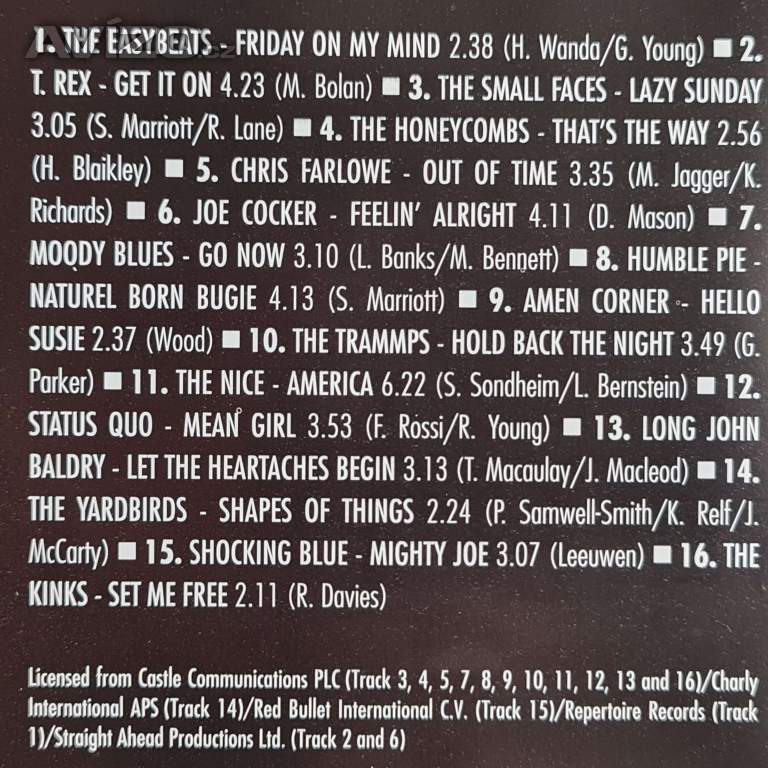 1. THE EASYBEATS - FRIDAY ON MY MIND 2.38 (H. Wanda/G. Young) ■ 2.
T. REX - GET IT ON 4.23 (M. Bolan) ■ 3. THE SMALL FACES - LAZY SUNDAY
3.05 (S. Marriott/R. Lane) ■ 4. THE HONEYCOMBS - THAT'S THE WAY 2.56
(H. Blaikley) ■ 5. CHRIS FARLOWE - OUT OF TIME 3.35 (M. Jagger/K.
Richards) ■ 6. JOE COCKER - FEELIN' ALRIGHT 4.11 (D. Mason) ■ 7.
MOODY BLUES - GO NOW 3.10 (L. Banks/M. Bennett) ■ 8. HUMBLE PIE -
NATUREL BORN BUGIE 4.13 (S. Marriott) ■ 9. AMEN CORNER - HELLO
SUSIE 2.37 (Wood) ■ 10. THE TRAMMPS - HOLD BACK THE NIGHT 3.49 (G.
Parker) ■ 11. THE NICE - AMERICA 6.22 (S. Sondheim/L. Bernstein) ■ 12.
STATUS QUO - MEAN GIRL 3.53 (F. Rossi/R. Young) ■ 13. LONG JOHN
BALDRY - LET THE HEARTACHES BEGIN 3.13 (T. Macaulay/J. Macleod) ■ 14.
THE YARDBIRDS - SHAPES OF THINGS 2.24 (P. Samwell-Smith/K. Relf/J.
McCarty) ■ 15. SHOCKING BLUE - MIGHTY JOE 3.07 (Leeuwen) ■ 16. THE
KINKS - SET ME FREE 2.11 (R. Davies)
Licensed from Castle Communications PLC (Track 3, 4, 5, 7, 8, 9, 10, 11, 12, 13 and 16)/Charly
International APS (Track 14)/Red Bullet International C.V. (Track 15)/Repertoire Records (Track
1)/Straight Ahead Productions Ltd. (Track 2 and 6)